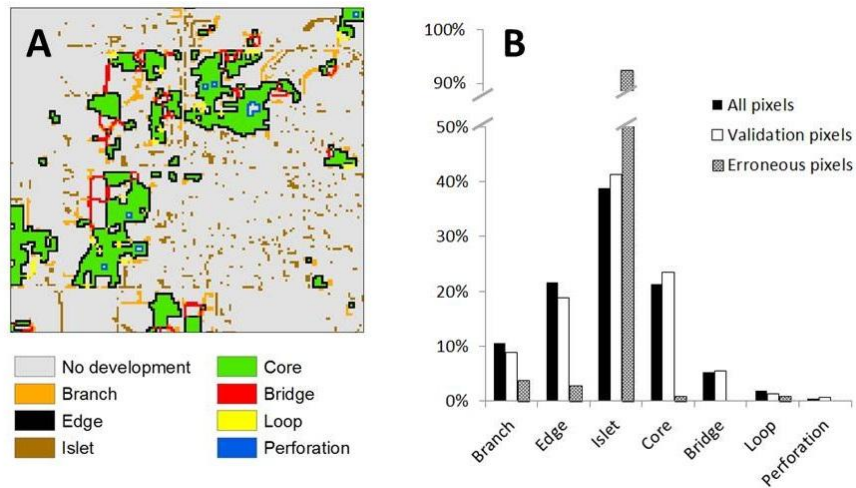 A
No development
Branch
Edge
Islet
Core
Bridge
Loop
Perforation
B
100%
90%
50%
40%
30%
20%
10%
0%
All pixels
Validation pixels
Erroneous pixels
Branch
Edge
Islet
Core
Bridge
Loop
Perforation